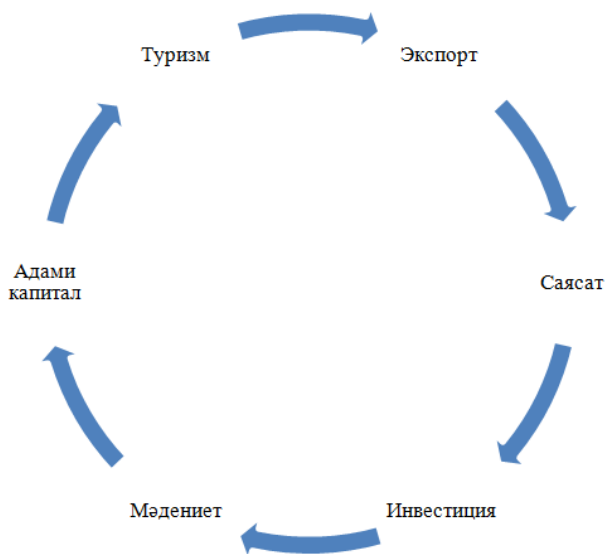 Туризм
Экспорт
Саясат
Инвестиция
Мәдениет
Адами
капитал